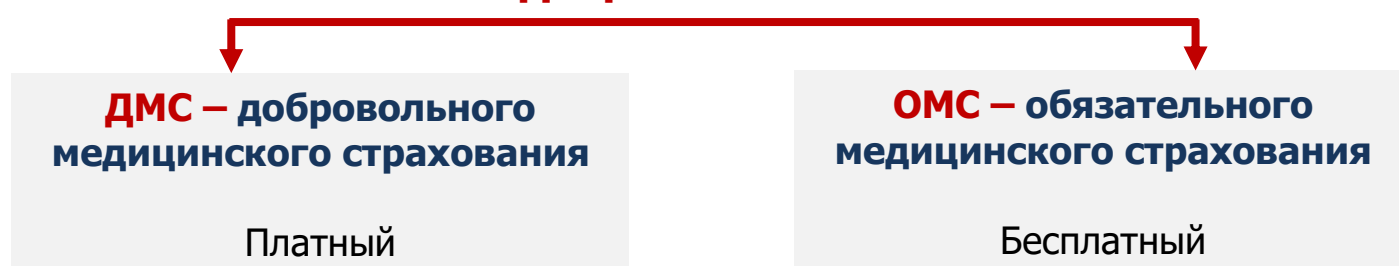 ДМС – добровольного
медицинского страхования
Платный
ОМС – обязательного
медицинского страхования
Бесплатный